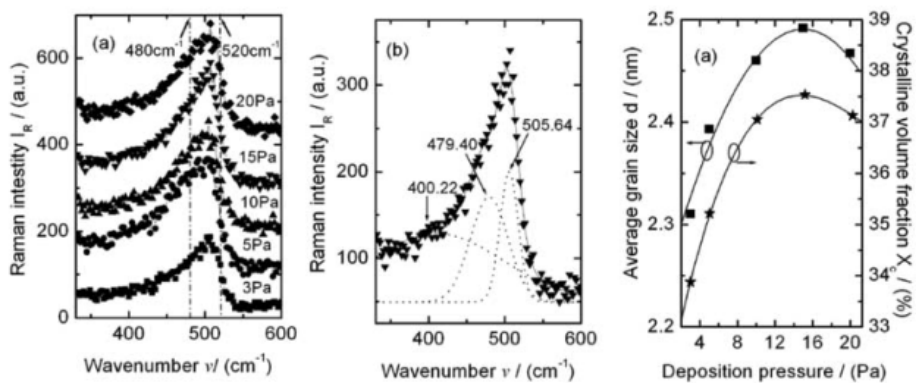 (a)
480cm⁻¹
520cm⁻¹
20Pa
15Pa
10Pa
5Pa
3Pa
600
400
200
0
400
500
600
Raman intestity I_R / (a.u.)
Wavenumber ν/ (cm⁻¹)
(b)
505.64
479.40
400.22
300
200
100
400
500
600
Raman intensity I_R / (a.u.)
Wavenumber ν / (cm⁻¹)
(a)
2.5
2.4
2.3
2.2
39
38
37
36
35
34
33
4
8
12
16
20
Average grain size d / (nm)
Crystalline volume fraction X_c / (%)
Deposition pressure / (Pa)